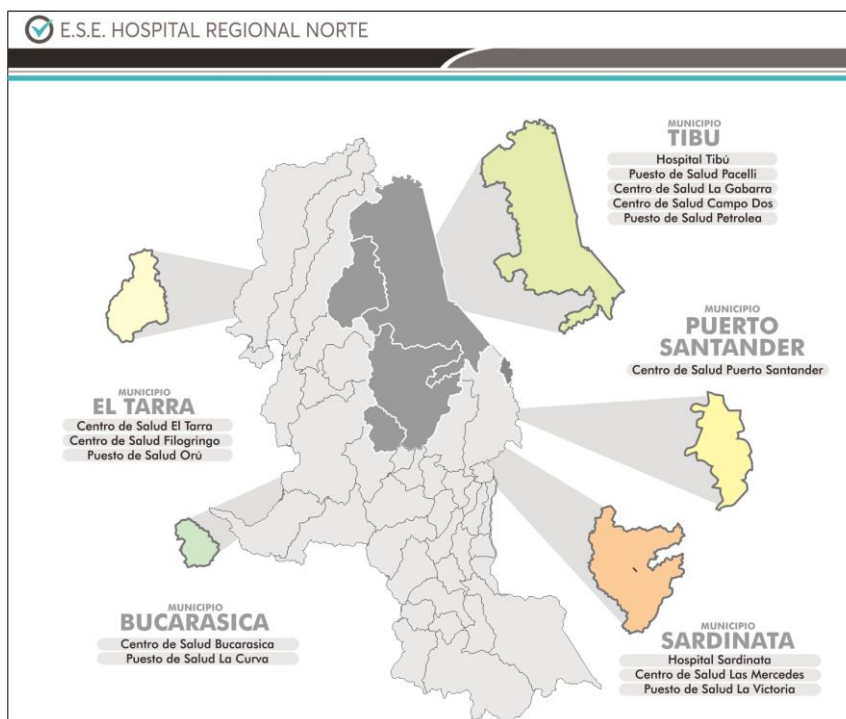 E.S.E. HOSPITAL REGIONAL NORTE
MUNICIPIO
TIBU
Hospital Tibú
Puesto de Salud Pacelli
Centro de Salud La Gabarra
Centro de Salud Campo Dos
Puesto de Salud Petrolea
MUNICIPIO
PUERTO
SANTANDER
Centro de Salud Puerto Santander
MUNICIPIO
EL TARRA
Centro de Salud El Tarra
Centro de Salud Filogringo
Puesto de Salud Orú
MUNICIPIO
BUCARASICA
Centro de Salud Bucarasica
Puesto de Salud La Curva
MUNICIPIO
SARDINATA
Hospital Sardinata
Centro de Salud Las Mercedes
Puesto de Salud La Victoria